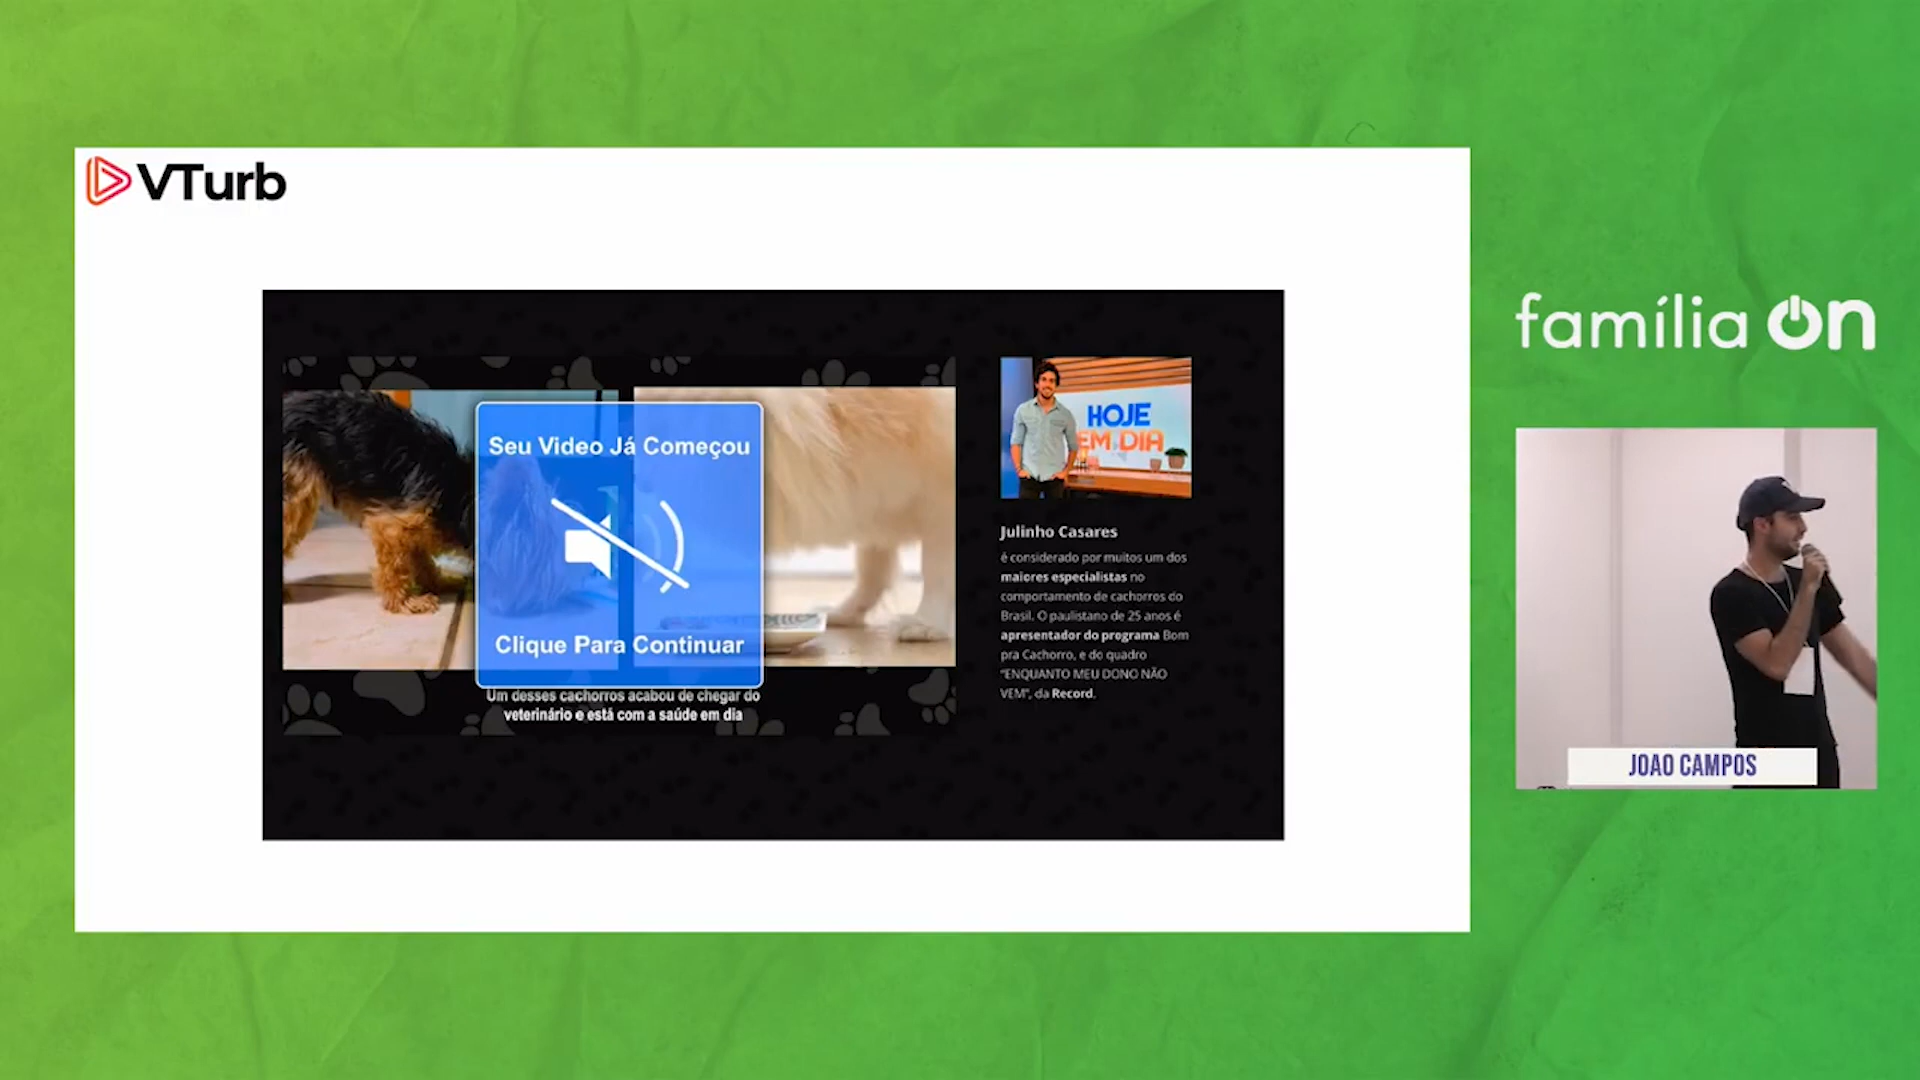 VTurb
Seu Video Já Começou
Clique Para Continuar
Um desses cachorros acabou de chegar do
veterinário e está com a saúde em dia
HOJE
EM DIA
Julinho Casares
é considerado por muitos um dos
maiores especialistas no
comportamento de cachorros do
Brasil. O paulistano de 25 anos é
apresentador do programa Bom
pra Cachorro, e do quadro
"ENQUANTO MEU DONO NÃO
VEM", da Record.
família on
JOAO CAMPOS